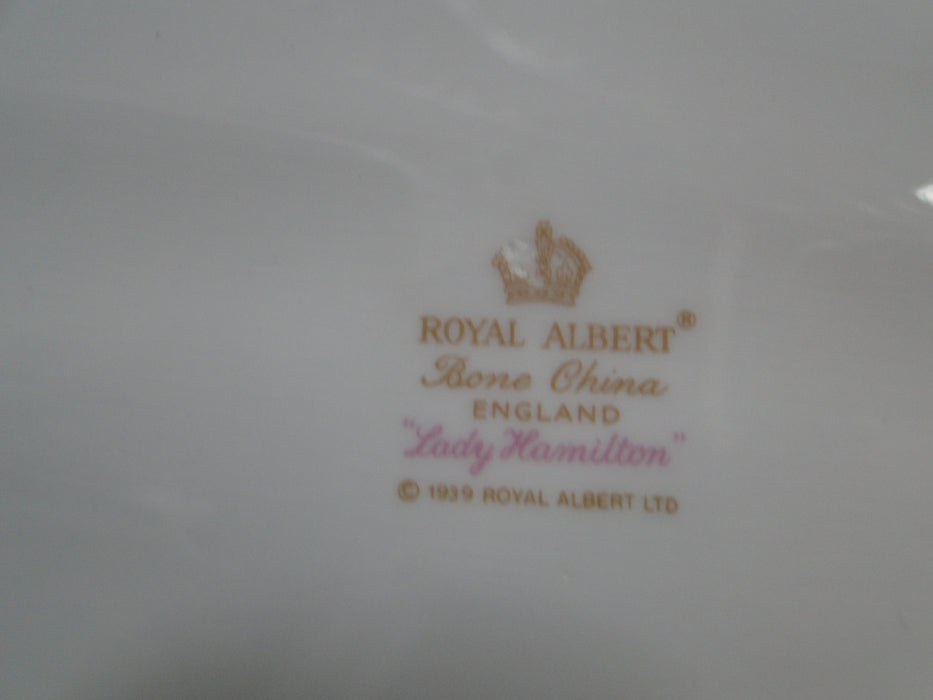 ROYAL ALBERT®
Bone China
ENGLAND
"Lady Hamilton"
© 1939 ROYAL ALBERT LTD